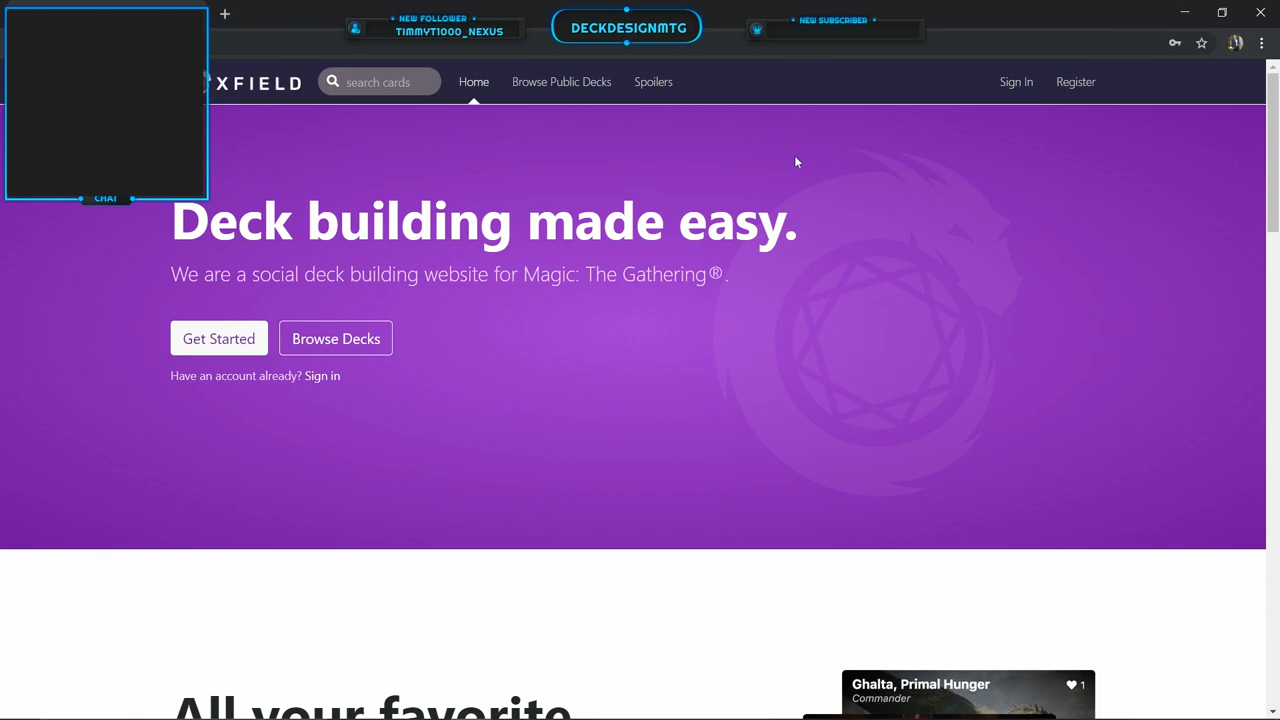 NEW FOLLOWER
TIMMYT1000_NEXUS
DECKDESIGNMTG
NEW SUBSCRIBER
XFIELD
search cards
Home
Browse Public Decks
Spoilers
Sign In
Register
CHAT
Deck building made easy.
We are a social deck building website for Magic: The Gathering®.
Get Started
Browse Decks
Have an account already? Sign in
All your favorite
Ghalta, Primal Hunger
1
Commander